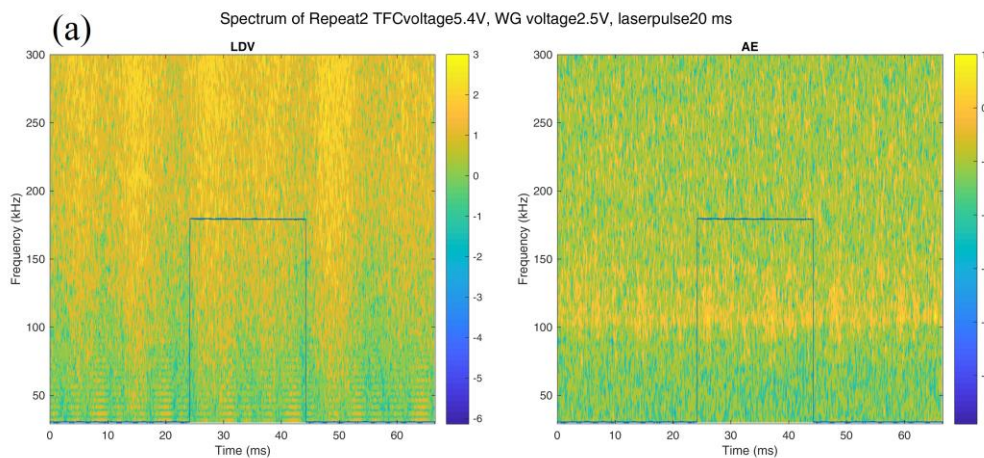 (a)
Spectrum of Repeat2 TFCvoltage5.4V, WG voltage2.5V, laserpulse20 ms
LDV
AE
300
250
200
150
100
50
Frequency (kHz)
0 10 20 30 40 50 60
Time (ms)
3
2
1
0
-1
-2
-3
-4
-5
-6
300
250
200
150
100
50
Frequency (kHz)
0 10 20 30 40 50 60
Time (ms)
0